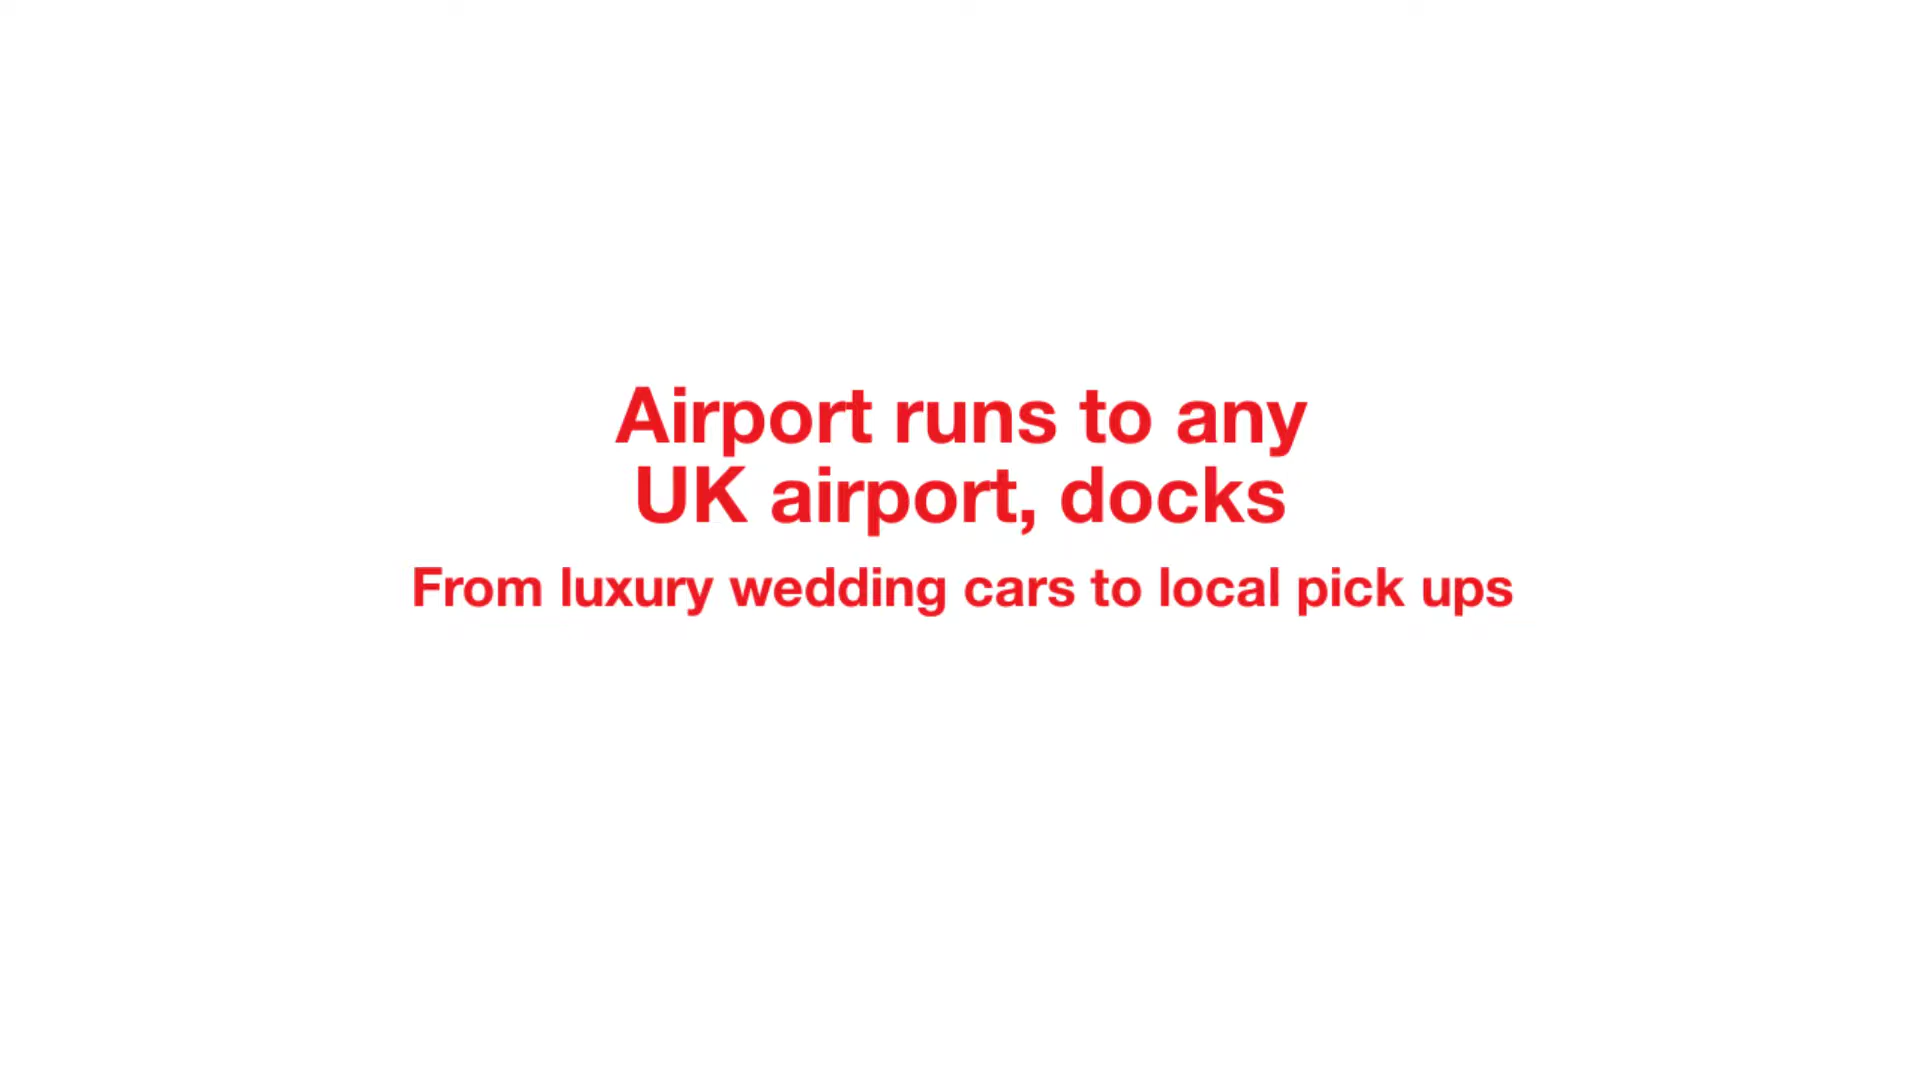 Airport runs to any
UK airport, docks
From luxury wedding cars to local pick ups